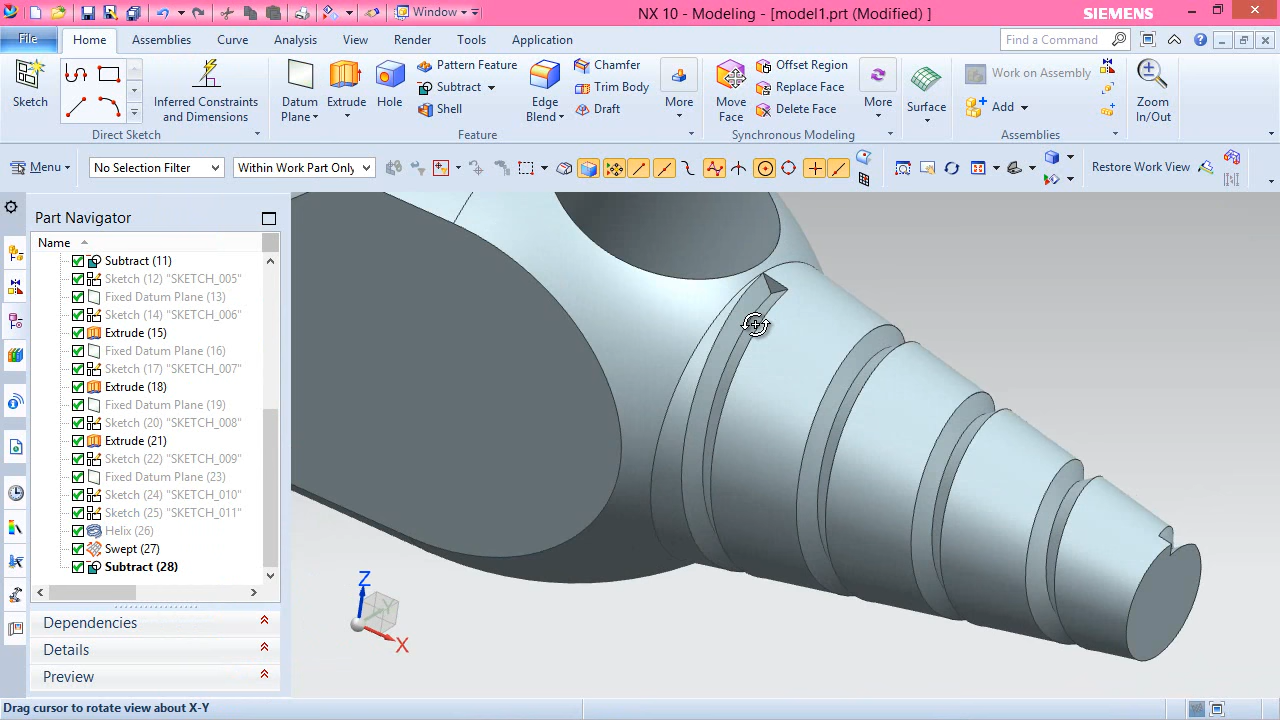 Window
NX 10 - Modeling - [model1.prt (Modified) ]
SIEMENS
File
Home
Assemblies
Curve
Analysis
View
Render
Tools
Application
Find a Command
Sketch
Direct Sketch
Inferred Constraints
and Dimensions
Datum
Plane
Extrude
Hole
Pattern Feature
Subtract
Shell
Edge
Blend
Chamfer
Trim Body
Draft
More
Feature
Move
Face
Offset Region
Replace Face
Delete Face
More
Synchronous Modeling
Surface
Work on Assembly
Add
Assemblies
Zoom
In/Out
Menu
No Selection Filter
Within Work Part Only
Restore Work View
Part Navigator
Name
Subtract (11)
Sketch (12) "SKETCH_005"
Fixed Datum Plane (13)
Sketch (14) "SKETCH_006"
Extrude (15)
Fixed Datum Plane (16)
Sketch (17) "SKETCH_007"
Extrude (18)
Fixed Datum Plane (19)
Sketch (20) "SKETCH_008"
Extrude (21)
Sketch (22) "SKETCH_009"
Fixed Datum Plane (23)
Sketch (24) "SKETCH_010"
Sketch (25) "SKETCH_011"
Helix (26)
Swept (27)
Subtract (28)
Dependencies
Details
Preview
Z
Y
X
Drag cursor to rotate view about X-Y